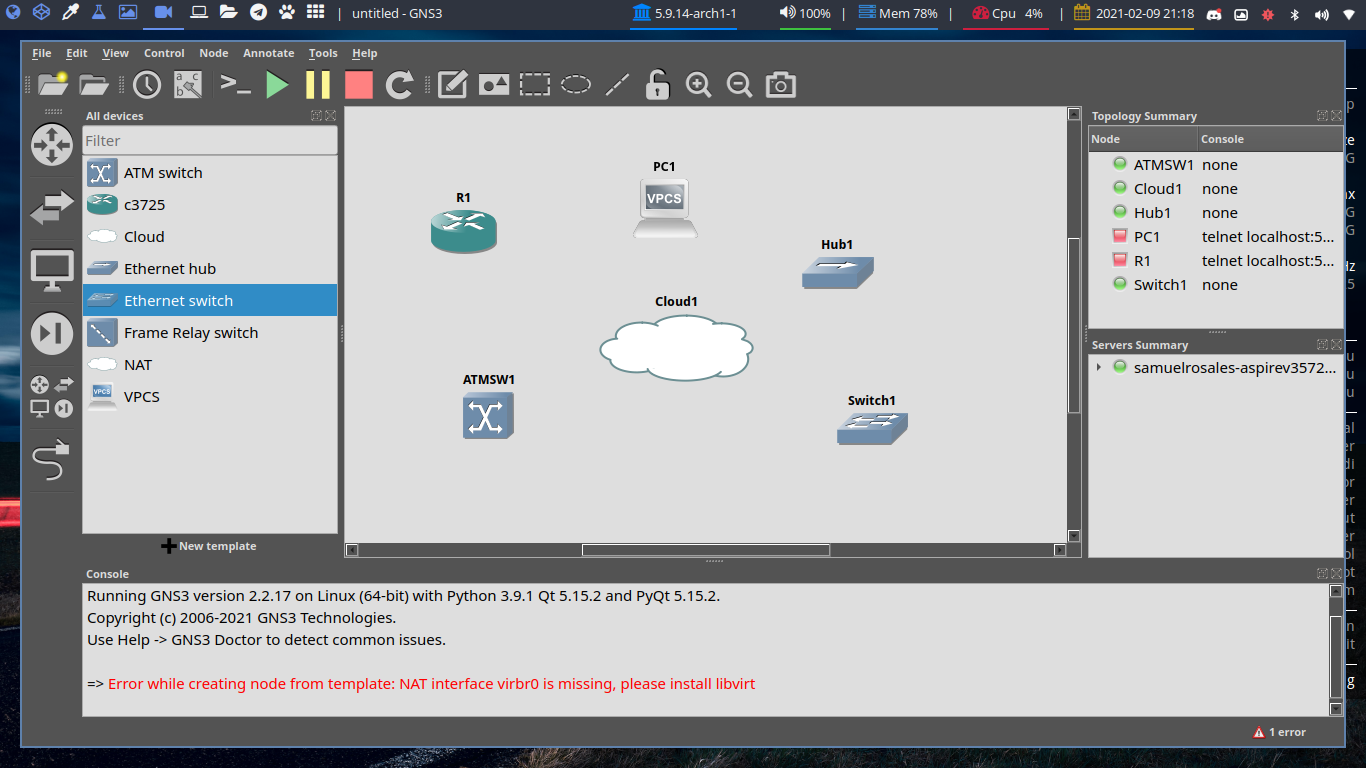 untitled - GNS3
5.9.14-arch1-1
100%
Mem 78%
Cpu 4%
2021-02-09 21:18
File Edit View Control Node Annotate Tools Help
All devices
Filter
ATM switch
c3725
Cloud
Ethernet hub
Ethernet switch
Frame Relay switch
NAT
VPCS
New template
R1
PC1
VPCS
Hub1
Cloud1
ATMSW1
Switch1
Topology Summary
Node Console
ATMSW1 none
Cloud1 none
Hub1 none
PC1 telnet localhost:5...
R1 telnet localhost:5...
Switch1 none
Servers Summary
samuelrosales-aspirev3572...
Console
Running GNS3 version 2.2.17 on Linux (64-bit) with Python 3.9.1 Qt 5.15.2 and PyQt 5.15.2.
Copyright (c) 2006-2021 GNS3 Technologies.
Use Help -> GNS3 Doctor to detect common issues.
=> Error while creating node from template: NAT interface virbr0 is missing, please install libvirt
1 error